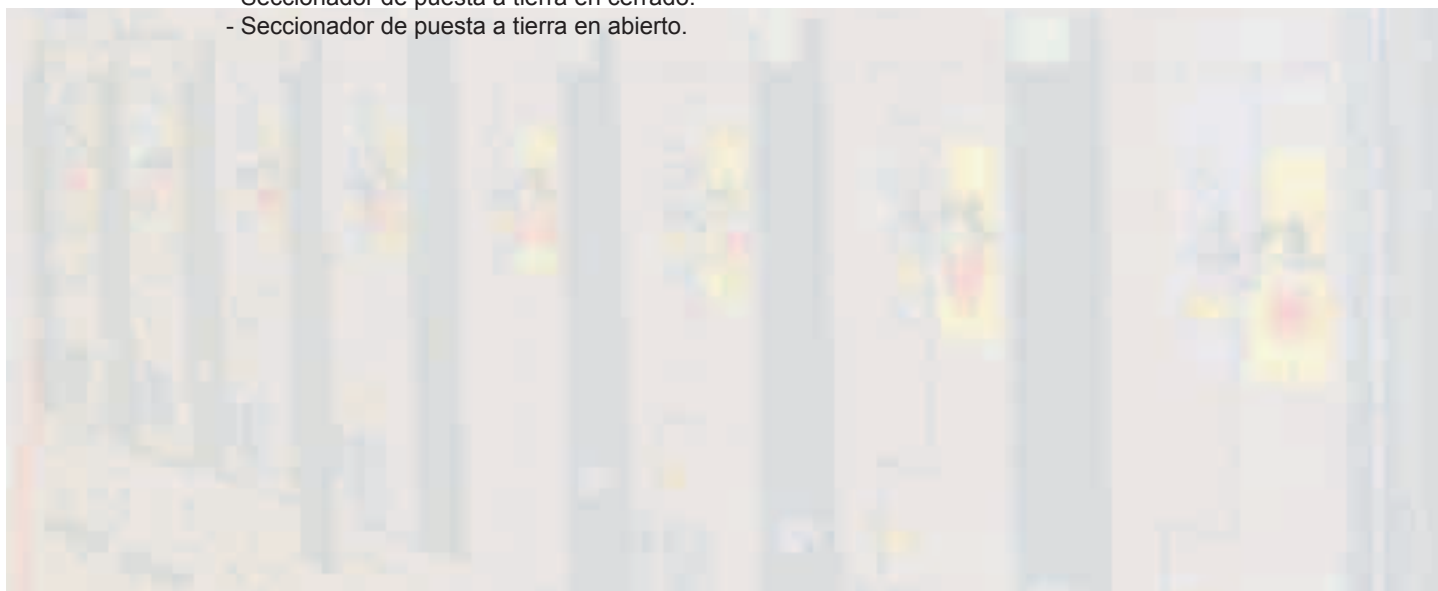 Seccionador de puesta a tierra en cerrado.
- Seccionador de puesta a tierra en abierto.